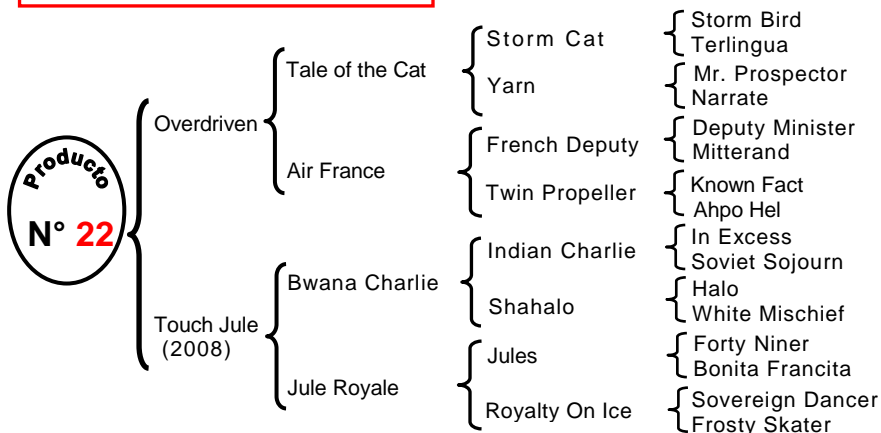 Producto
N° 22
Overdriven
Touch Jule
(2008)
Tale of the Cat
Air France
Bwana Charlie
Jule Royale
Storm Cat
Yarn
French Deputy
Twin Propeller
Indian Charlie
Shahalo
Jules
Royalty On Ice
Storm Bird
Terlingua
Mr. Prospector
Narrate
Deputy Minister
Mitterand
Known Fact
Ahpo Hel
In Excess
Soviet Sojourn
Halo
White Mischief
Forty Niner
Bonita Francita
Sovereign Dancer
Frosty Skater